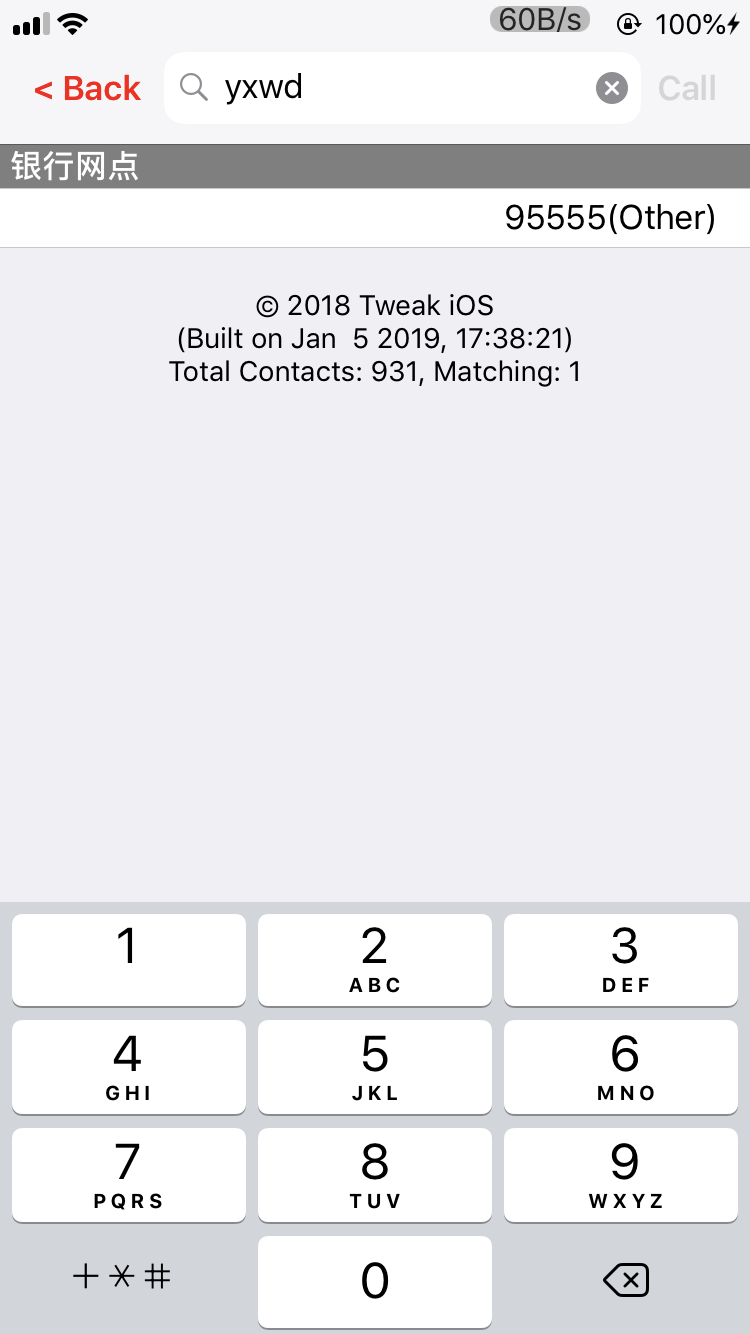 60B/s 100%
< Back yxwd Call
银行网点
95555(Other)
© 2018 Tweak iOS
(Built on Jan  5 2019, 17:38:21)
Total Contacts: 931, Matching: 1
1 2 3
ABC DEF
4 5 6
GHI JKL MNO
7 8 9
PQRS TUV WXYZ
+*# 0